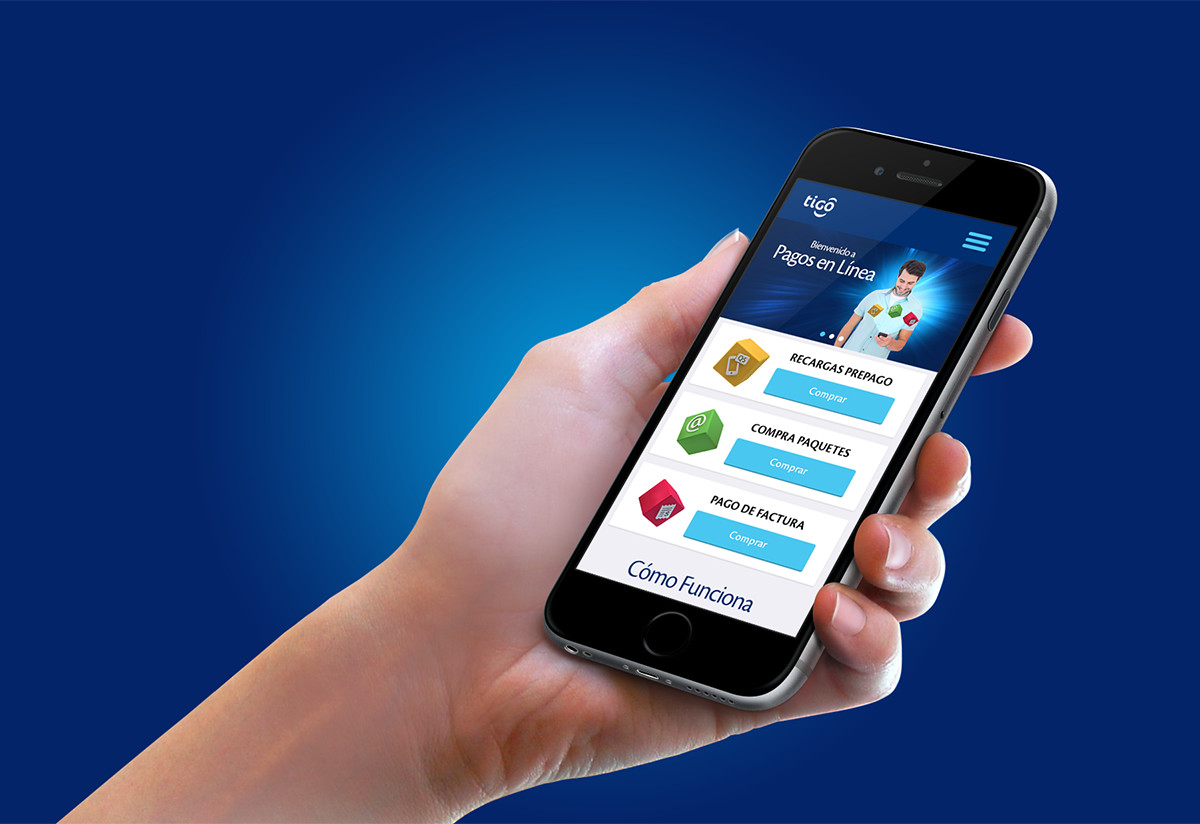 tigo
Bienvenido a
Pagos en Línea
RECARGAS PREPAGO
Comprar
@
COMPRA PAQUETES
Comprar
PAGO DE FACTURA
Comprar
Cómo Funciona